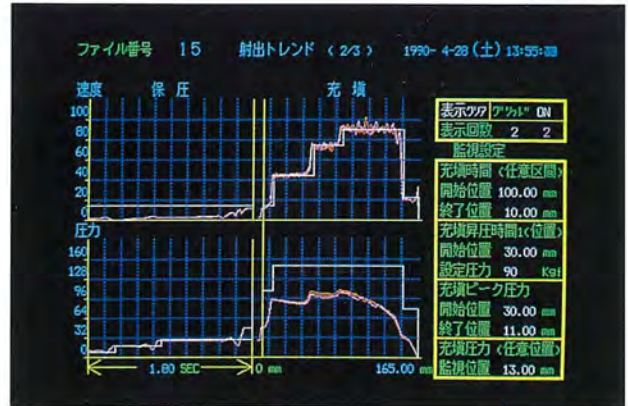 ファイル番号 15 射出トレンド ( 2/3 ) 1990- 4-28 (土) 13:55:
速度 保 圧 充 填
100
80
60
40
20
0
圧力
160
128
96
64
32
0
1.80 SEC
0 mm 165.00 mm
表示クリア グリッド ON
表示回数 2 2
監視設定
充填時間 (任意区間)
開始位置 100.00 mm
終了位置 10.00 mm
充填昇圧時間1(位置)
開始位置 30.00 mm
設定圧力 90 Kgf
充填ピーク圧力
開始位置 30.00 mm
終了位置 11.00 mm
充填圧力 (任意位置)
監視位置 13.00 mm